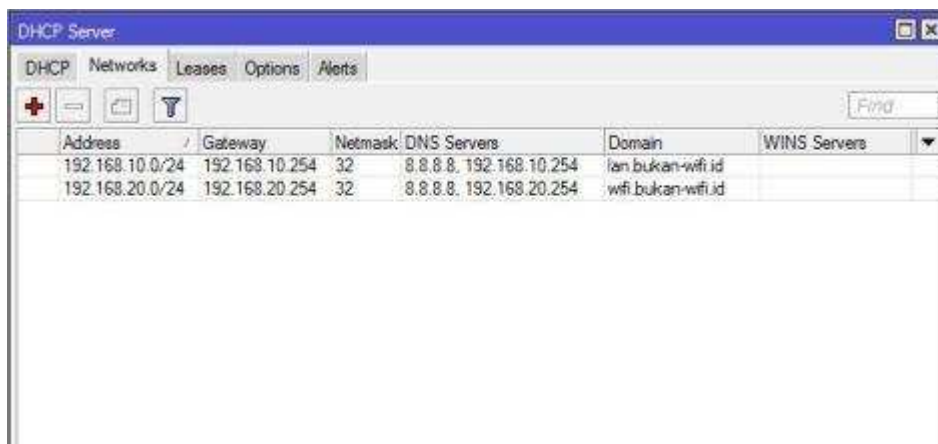 DHCP Server
DHCP Networks Leases Options Alerts
Find
Address Gateway Netmask DNS Servers Domain WINS Servers
192.168.10.0/24 192.168.10.254 32 8.8.8.8, 192.168.10.254 lan.bukan-wifi.id
192.168.20.0/24 192.168.20.254 32 8.8.8.8, 192.168.20.254 wifi.bukan-wifi.id